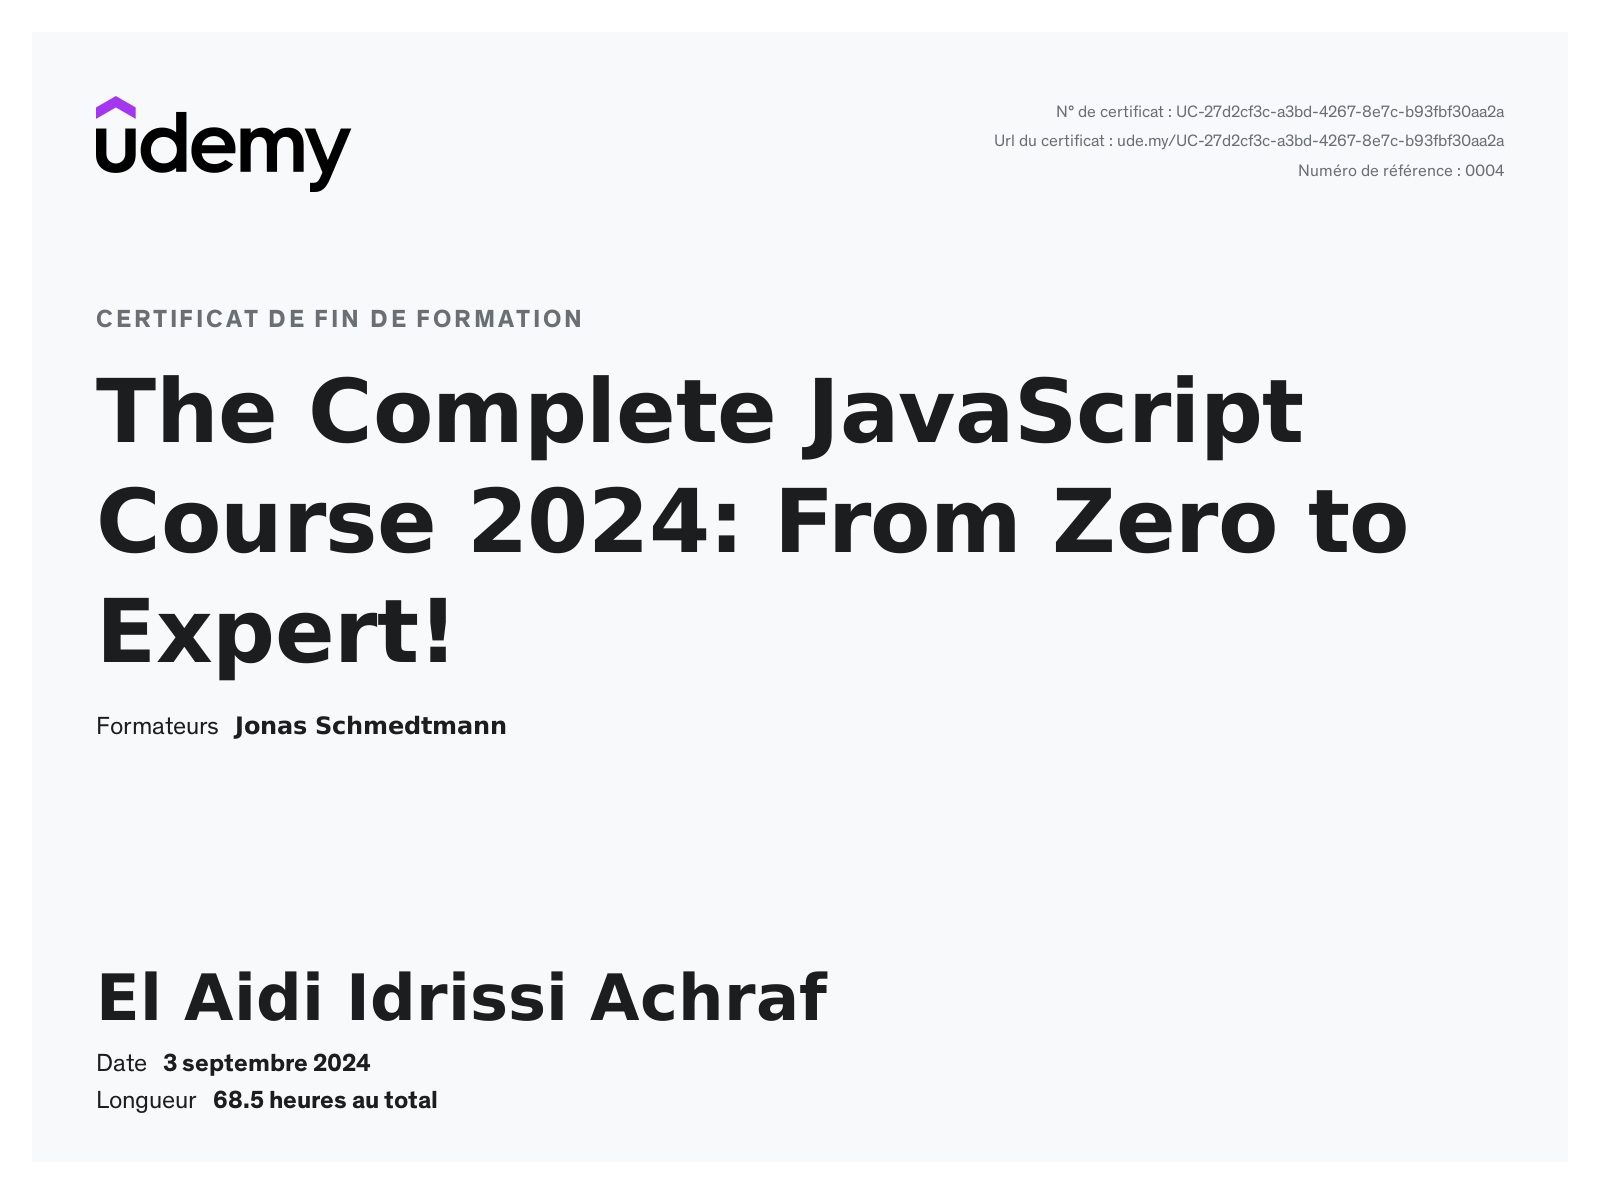 udemy
N° de certificat : UC-27d2cf3c-a3bd-4267-8e7c-b93fbf30aa2a
Url du certificat : ude.my/UC-27d2cf3c-a3bd-4267-8e7c-b93fbf30aa2a
Numéro de référence : 0004
CERTIFICAT DE FIN DE FORMATION
The Complete JavaScript
Course 2024: From Zero to
Expert!
Formateurs Jonas Schmedtmann
El Aidi Idrissi Achraf
Date 3 septembre 2024
Longueur 68.5 heures au total